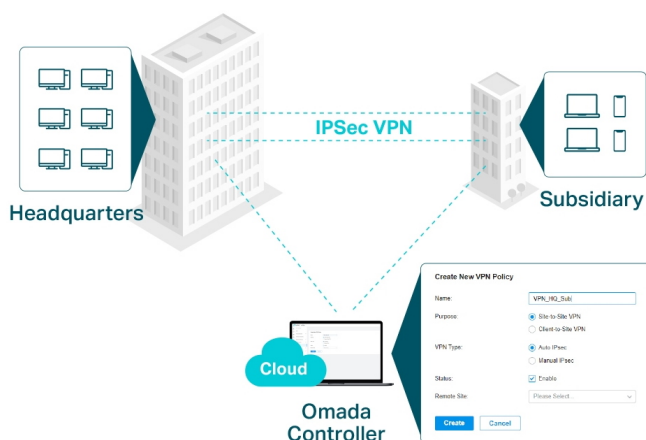 IPSec VPN
Headquarters
Subsidiary
Create New VPN Policy
Name: VPN_HQ_Sub
Purpose: Site-to-Site VPN
Client-to-Site VPN
VPN Type: Auto IPsec
Manual IPsec
Status: Enable
Remote Site: Please Select...
Create Cancel
Cloud
Omada
Controller